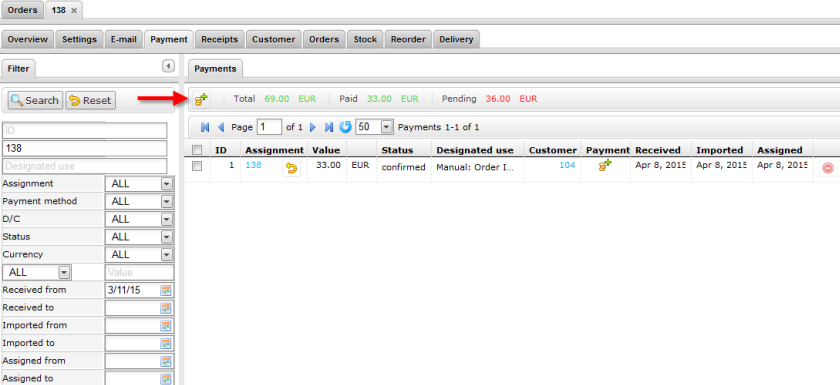 Orders 138 ×
Overview Settings E-mail Payment Receipts Customer Orders Stock Reorder Delivery
Filter
Payments
Search Reset
Total 69.00 EUR Paid 33.00 EUR Pending 36.00 EUR
Page 1 of 1 50 Payments 1-1 of 1
ID
138
Designated use
Assignment ALL
Payment method ALL
D/C ALL
Status ALL
Currency ALL
ALL Value
Received from 3/11/15
Received to
Imported from
Imported to
Assigned from
Assigned to
ID Assignment Value Status Designated use Customer Payment Received Imported Assigned
1 138 33.00 EUR confirmed Manual: Order I... 104 Apr 8, 2015 Apr 8, 2015 Apr 8, 2015